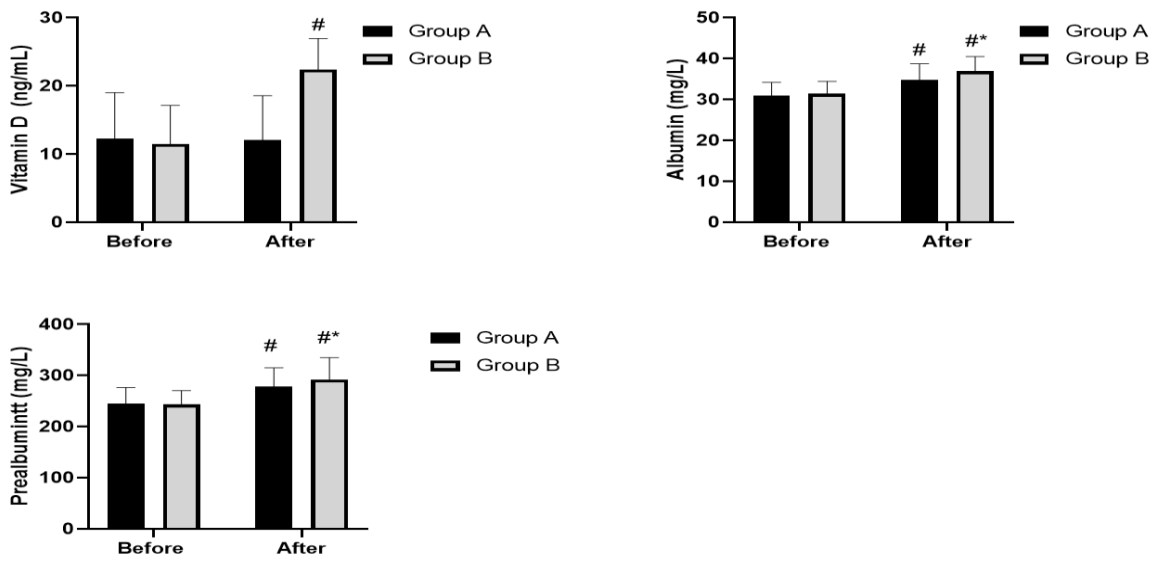 30
20
10
0
Vitamin D (ng/mL)
#
Before
After
Group A
Group B
50
40
30
20
10
0
Albumin (mg/L)
#
#*
Before
After
Group A
Group B
400
300
200
100
0
Prealbumintt (mg/L)
#
#*
Before
After
Group A
Group B